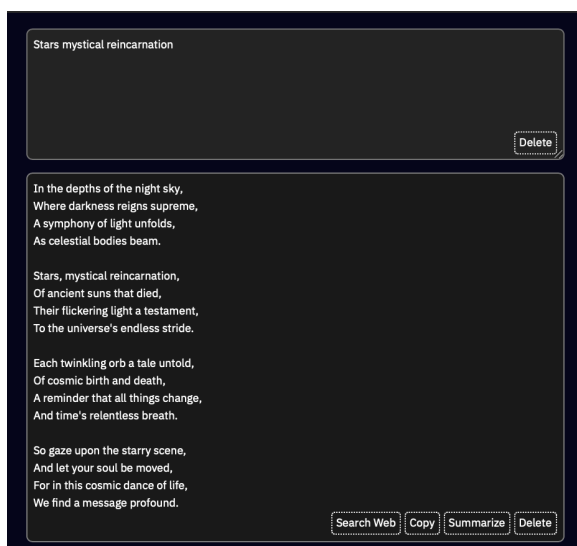 Stars mystical reincarnation
Delete
In the depths of the night sky,
Where darkness reigns supreme,
A symphony of light unfolds,
As celestial bodies beam.
Stars, mystical reincarnation,
Of ancient suns that died,
Their flickering light a testament,
To the universe's endless stride.
Each twinkling orb a tale untold,
Of cosmic birth and death,
A reminder that all things change,
And time's relentless breath.
So gaze upon the starry scene,
And let your soul be moved,
For in this cosmic dance of life,
We find a message profound.
Search Web Copy Summarize Delete